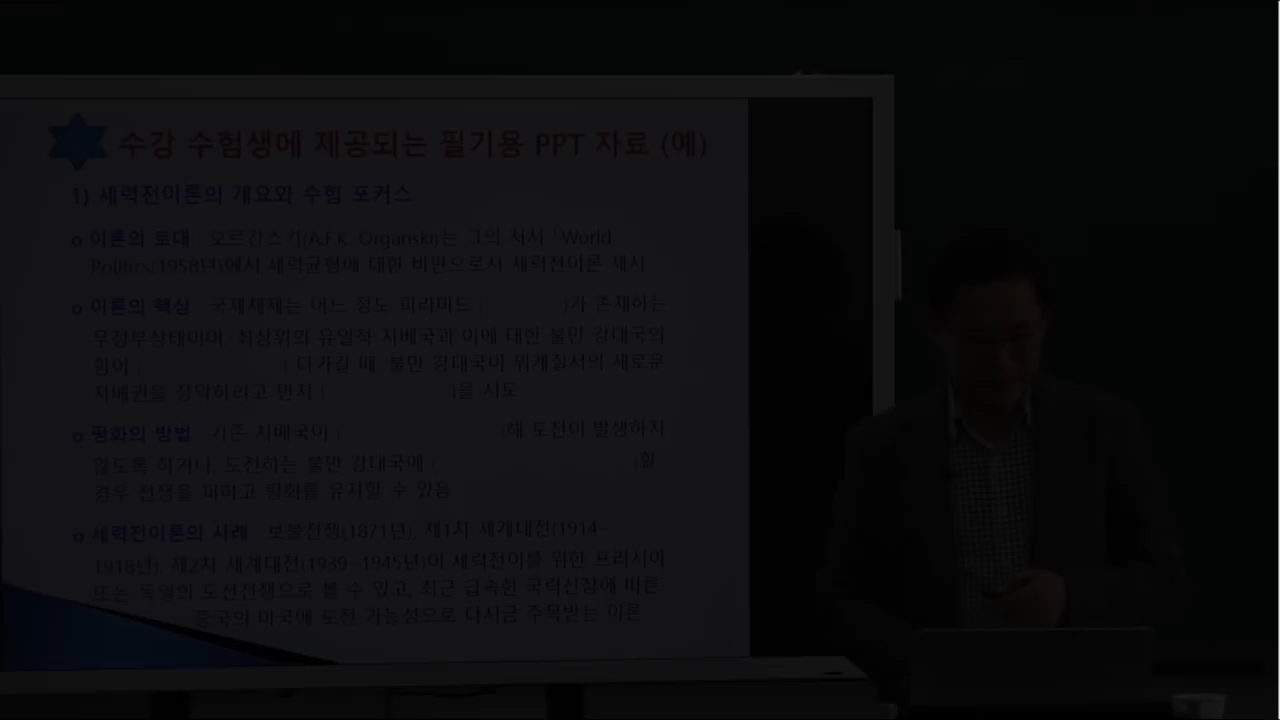 수강 수험생에 제공되는 필기용 PPT 자료 (예)
1) 세력전이론의 개요와 수험 포커스
o 이론의 토대 : 오르간스키(A.F.K. Organski)는 그의 저서 「World
Politics(1958년)에서 세력균형에 대한 비판으로서 세력전이론 제시
o 이론의 핵심 : 국제체제는 어느 정도 피라미드 ( )가 존재하는
무정부상태이며, 최상위의 유일적 지배국과 이에 대한 불만 강대국의
힘이 ( ) 다가갈 때, 불만 강대국이 위계질서의 새로운
지배권을 장악하려고 먼저 ( )을 시도
o 평화의 방법 : 기존 지배국이 ( )해 도전이 발생하지
않도록 하거나, 도전하는 불만 강대국에 ( )할
경우 전쟁을 피하고 평화를 유지할 수 있음
o 세력전이론의 사례 : 보불전쟁(1871년), 제1차 세계대전(1914-
1918년), 제2차 세계대전(1939-1945년)이 세력전이를 위한 프러시아
또는 독일의 도전전쟁으로 볼 수 있고, 최근 급속한 국력신장에 따른
중국의 미국에 도전 가능성으로 다시금 주목받는 이론